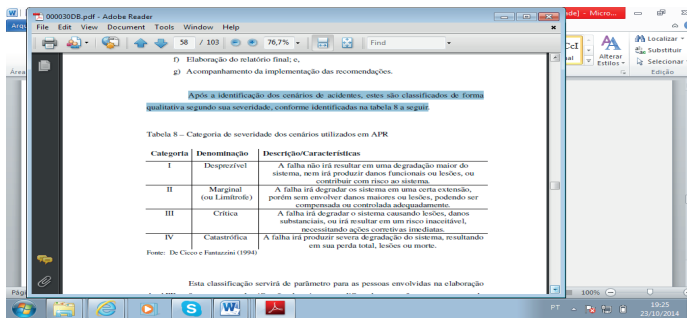 000030DB.pdf - Adobe Reader
File Edit View Document Tools Window Help
58 / 103 76,7% Find
f) Elaboração do relatório final; e,
g) Acompanhamento da implementação das recomendações.
Após a identificação dos cenários de acidentes, estes são classificados de forma
qualitativa segundo sua severidade, conforme identificadas na tabela 8 a seguir.
Tabela 8 – Categoria de severidade dos cenários utilizados em APR
Categoria Denominação Descrição/Características
I Desprezível A falha não irá resultar em uma degradação maior do
sistema, nem irá produzir danos funcionais ou lesões, ou
contribuir com risco ao sistema.
II Marginal A falha irá degradar os sistema em uma certa extensão,
(ou Limítrofe) porém sem envolver danos maiores ou lesões, podendo ser
compensada ou controlada adequadamente.
III Crítica A falha irá degradar o sistema causando lesões, danos
substanciais, ou irá resultar em um risco inaceitável,
necessitando ações corretivas imediatas.
IV Catastrófica A falha irá produzir severa degradação do sistema, resultando
em sua perda total, lesões ou morte.
Fonte: De Cicco e Fantazzini (1994)
Esta classificação servirá de parâmetro para as pessoas envolvidas na elaboração
Micro...
Localizar
Substituir
Selecionar
Alterar
Estilos
Edição
100%
PT
19:25
23/10/2014